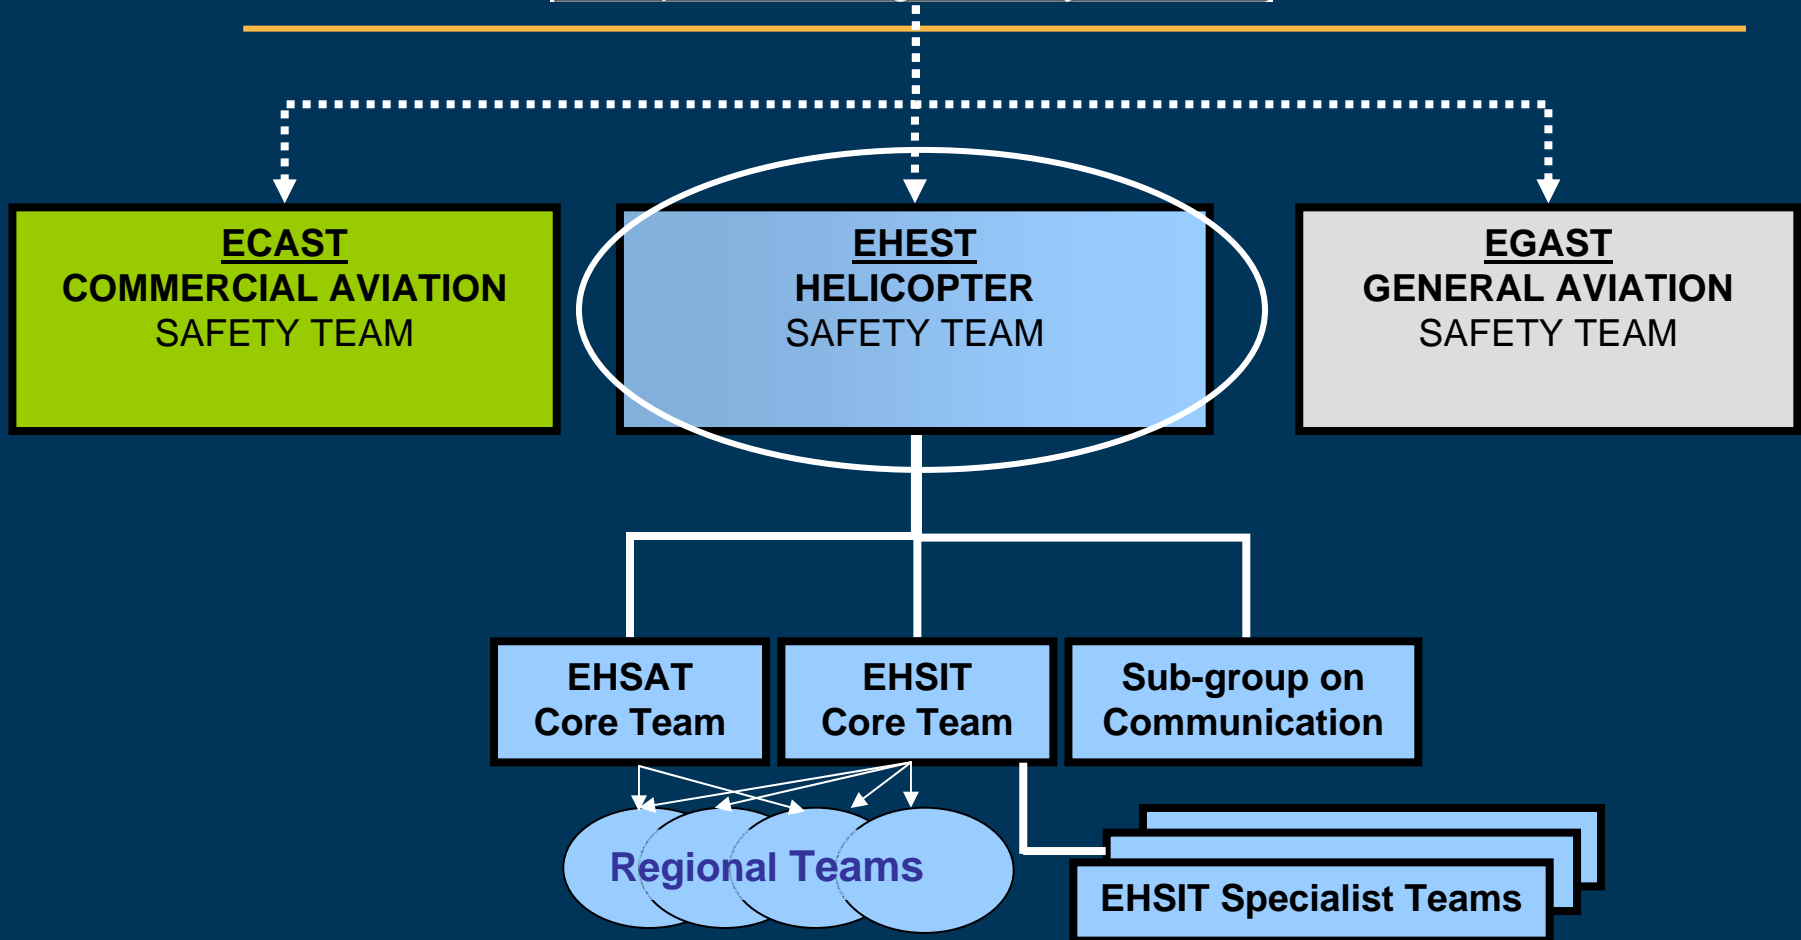 ECAST
COMMERCIAL AVIATION
SAFETY TEAM
EHEST
HELICOPTER
SAFETY TEAM
EGAST
GENERAL AVIATION
SAFETY TEAM
EHSAT
Core Team
EHSIT
Core Team
Sub-group on
Communication
Regional Teams
EHSIT Specialist Teams